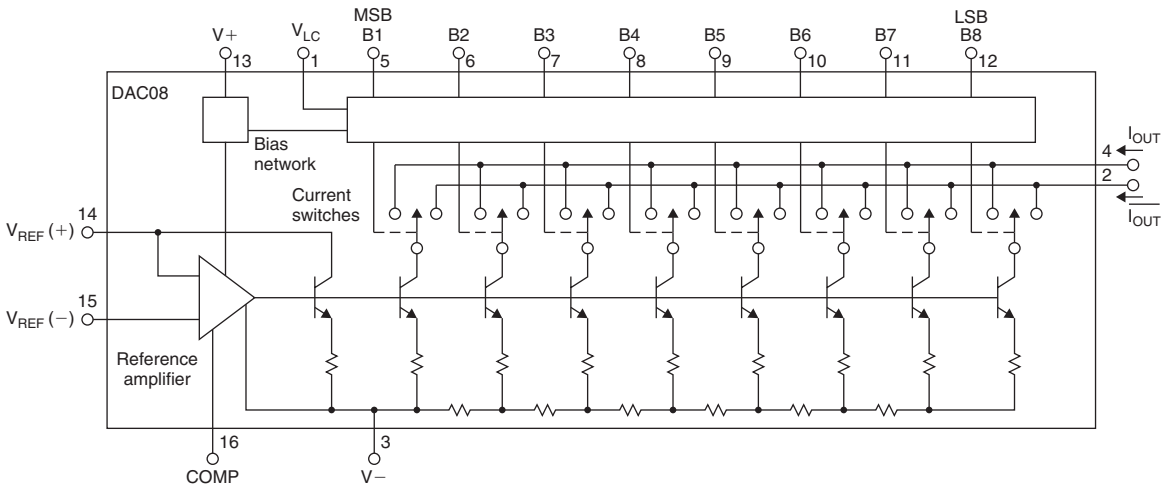 MSB
LSB
V+
V_LC
B1
B2
B3
B4
B5
B6
B7
B8
13
1
5
6
7
8
9
10
11
12
DAC08
Bias
network
I_OUT
4
2
I̅_O̅U̅T̅
Current
switches
14
V_REF (+)
15
V_REF (−)
Reference
amplifier
16
COMP
3
V−